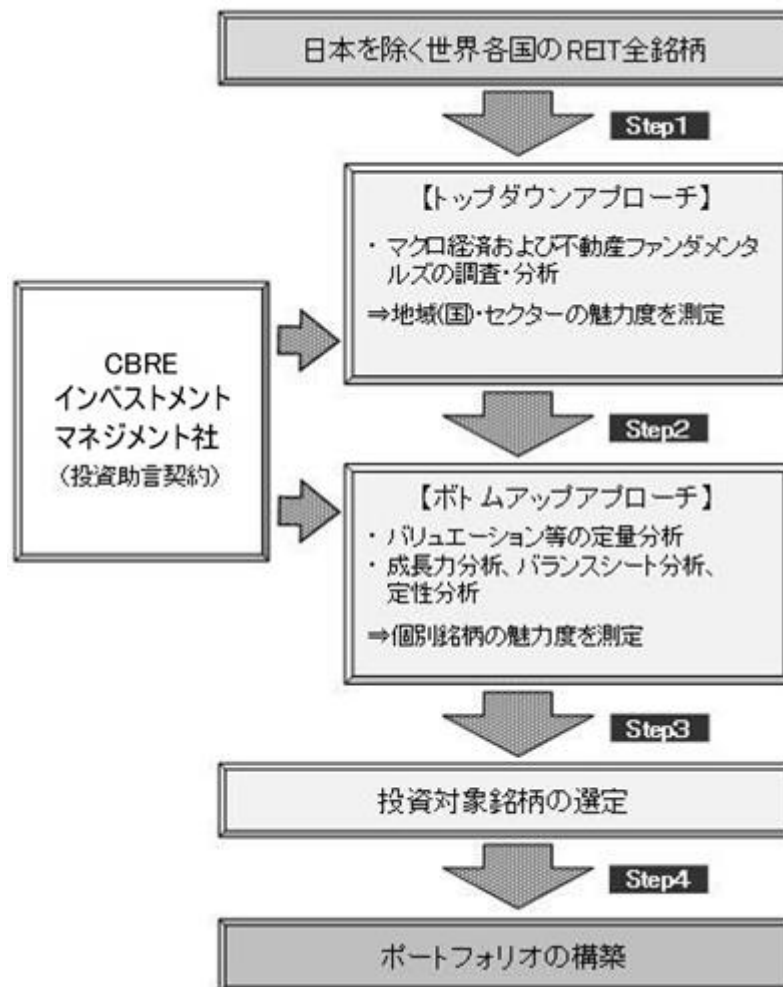 日本を除く世界各国のREIT全銘柄
Step1
【トップダウンアプローチ】
・ マクロ経済および不動産ファンダメンタ
ルズの調査・分析
⇒地域(国)・セクターの魅力度を測定
CBRE
インベストメント
マネジメント社
（投資助言契約）
Step2
【ボトムアップアプローチ】
・ バリュエーション等の定量分析
・ 成長力分析、バランスシート分析、
定性分析
⇒個別銘柄の魅力度を測定
Step3
投資対象銘柄の選定
Step4
ポートフォリオの構築